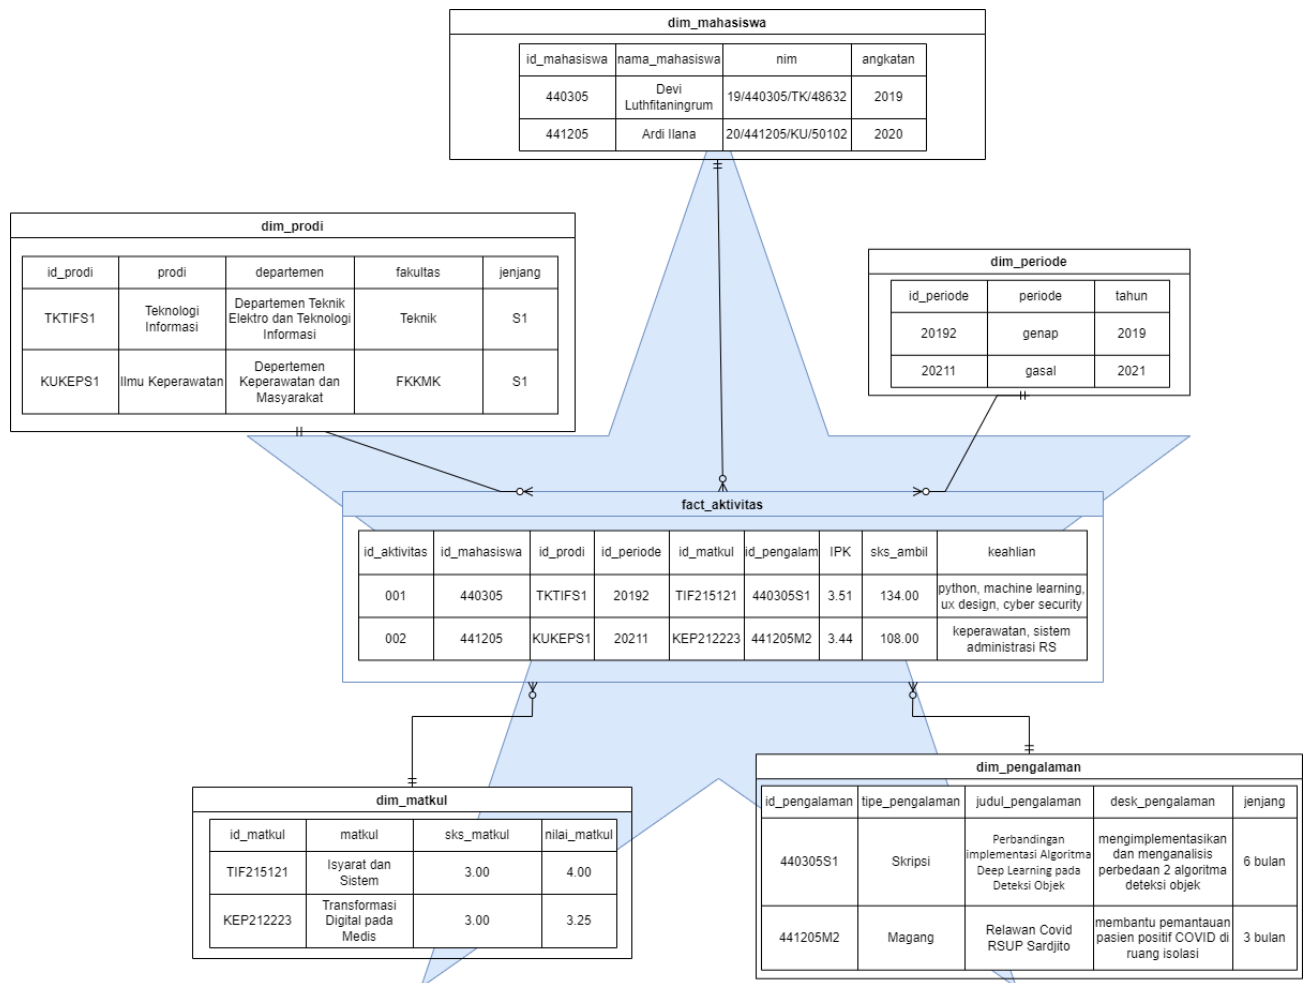 dim_mahasiswa
id_mahasiswa nama_mahasiswa nim angkatan
440305 Devi Luthfitaningrum 19/440305/TK/48632 2019
441205 Ardi Ilana 20/441205/KU/50102 2020
dim_prodi
id_prodi prodi departemen fakultas jenjang
TKTIFS1 Teknologi Informasi Departemen Teknik Elektro dan Teknologi Informasi Teknik S1
KUKEPS1 Ilmu Keperawatan Depertemen Keperawatan dan Masyarakat FKKMK S1
dim_periode
id_periode periode tahun
20192 genap 2019
20211 gasal 2021
fact_aktivitas
id_aktivitas id_mahasiswa id_prodi id_periode id_matkul id_pengalam IPK sks_ambil keahlian
001 440305 TKTIFS1 20192 TIF215121 440305S1 3.51 134.00 python, machine learning, ux design, cyber security
002 441205 KUKEPS1 20211 KEP212223 441205M2 3.44 108.00 keperawatan, sistem administrasi RS
dim_matkul
id_matkul matkul sks_matkul nilai_matkul
TIF215121 Isyarat dan Sistem 3.00 4.00
KEP212223 Transformasi Digital pada Medis 3.00 3.25
dim_pengalaman
id_pengalaman tipe_pengalaman judul_pengalaman desk_pengalaman jenjang
440305S1 Skripsi Perbandingan implementasi Algoritma Deep Learning pada Deteksi Objek mengimplementasikan dan menganalisis perbedaan 2 algoritma deteksi objek 6 bulan
441205M2 Magang Relawan Covid RSUP Sardjito membantu pemantauan pasien positif COVID di ruang isolasi 3 bulan